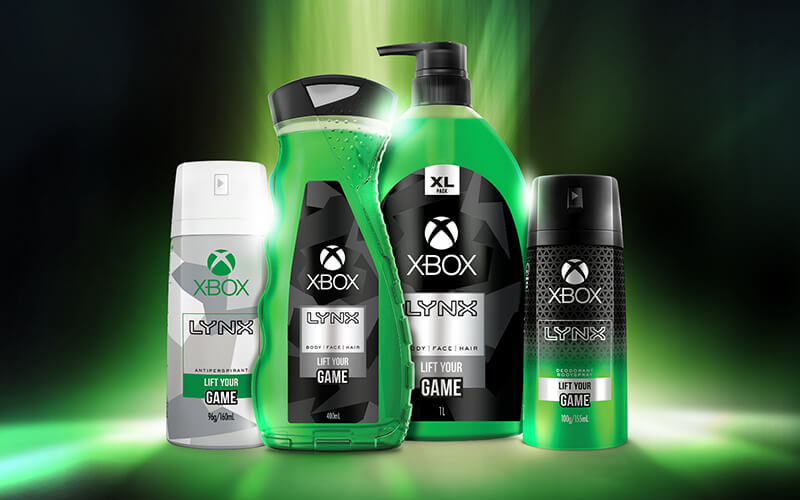 XBOX
LYNX
ANTIPERSPIRANT
LIFT YOUR
GAME
96g/160mL
XBOX
LYNX
BODY | FACE | HAIR
LIFT YOUR
GAME
400mL
XL
PACK
XBOX
LYNX
BODY | FACE | HAIR
LIFT YOUR
GAME
1L
XBOX
LYNX
DEODORANT
BODYSPRAY
LIFT YOUR
GAME
100g/155mL